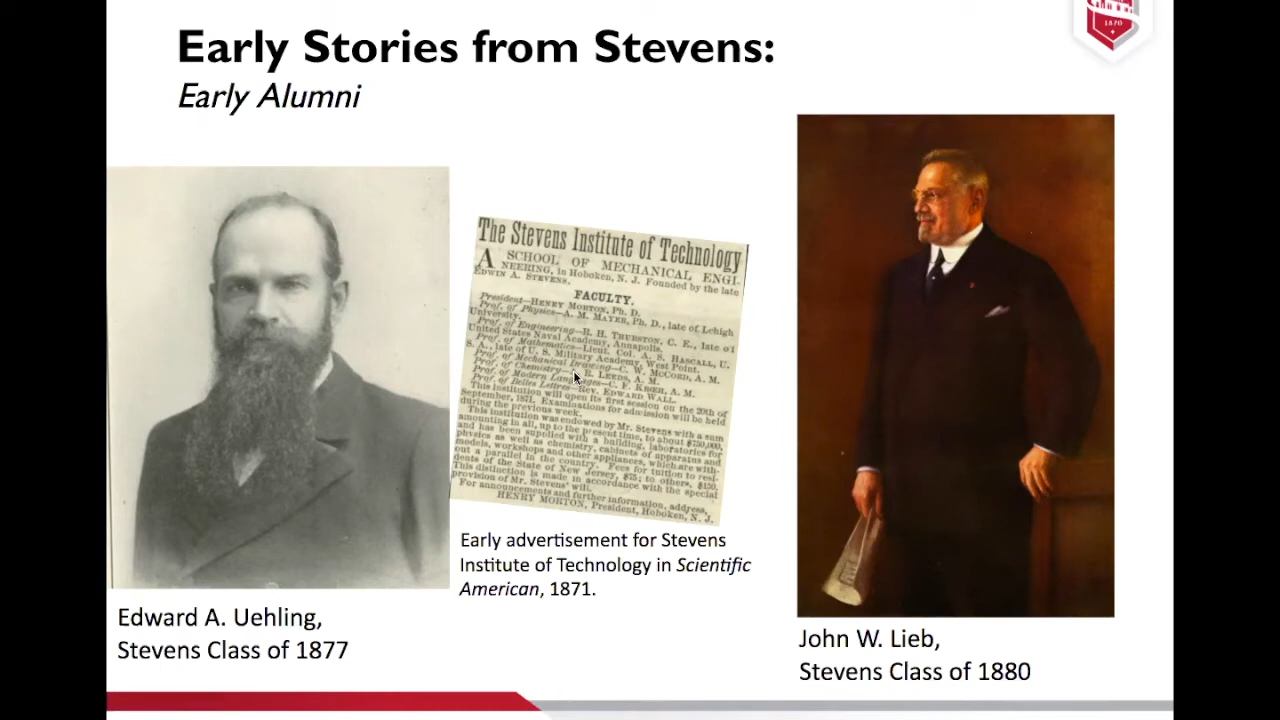 Early Stories from Stevens:
Early Alumni
1870
The Stevens Institute of Technology
A SCHOOL OF MECHANICAL ENGI-
NEERING, in Hoboken, N. J. Founded by the late
EDWIN A. STEVENS.
FACULTY.
President—HENRY MORTON, Ph. D.
Prof. of Physics—A. M. MAYER, Ph. D., late of Lehigh
University.
Prof. of Engineering—R. H. THURSTON, C. E., late of
United States Naval Academy, Annapolis.
Prof. of Mathematics—Lieut. Col. A. S. HASCALL, U.
S. A., late of U. S. Military Academy, West Point.
Prof. of Mechanical Drawing—C. W. McCORD, A. M.
Prof. of Chemistry— R. LEEDS, A. M.
Prof. of Modern Languages—C. F. KROEH, A. M.
Prof. of Belles Lettres—Rev. EDWARD WALL.
This institution will open its first session on the 20th of
September, 1871. Examinations for admission will be held
during the previous week.
This institution was endowed by Mr. Stevens with a sum
amounting in all, up to the present time, to about $750,000,
and has been supplied with a building, laboratories for
physics as well as chemistry, cabinets of apparatus and
models, workshops and other appliances, which are with-
out a parallel in the country. Fees for tuition to resi-
dents of the State of New Jersey, $75; to others, $150.
This distinction is made in accordance with the special
provision of Mr. Stevens' will.
For announcements and further information, address,
HENRY MORTON, President, Hoboken, N. J.
Early advertisement for Stevens
Institute of Technology in Scientific
American, 1871.
Edward A. Uehling,
Stevens Class of 1877
John W. Lieb,
Stevens Class of 1880